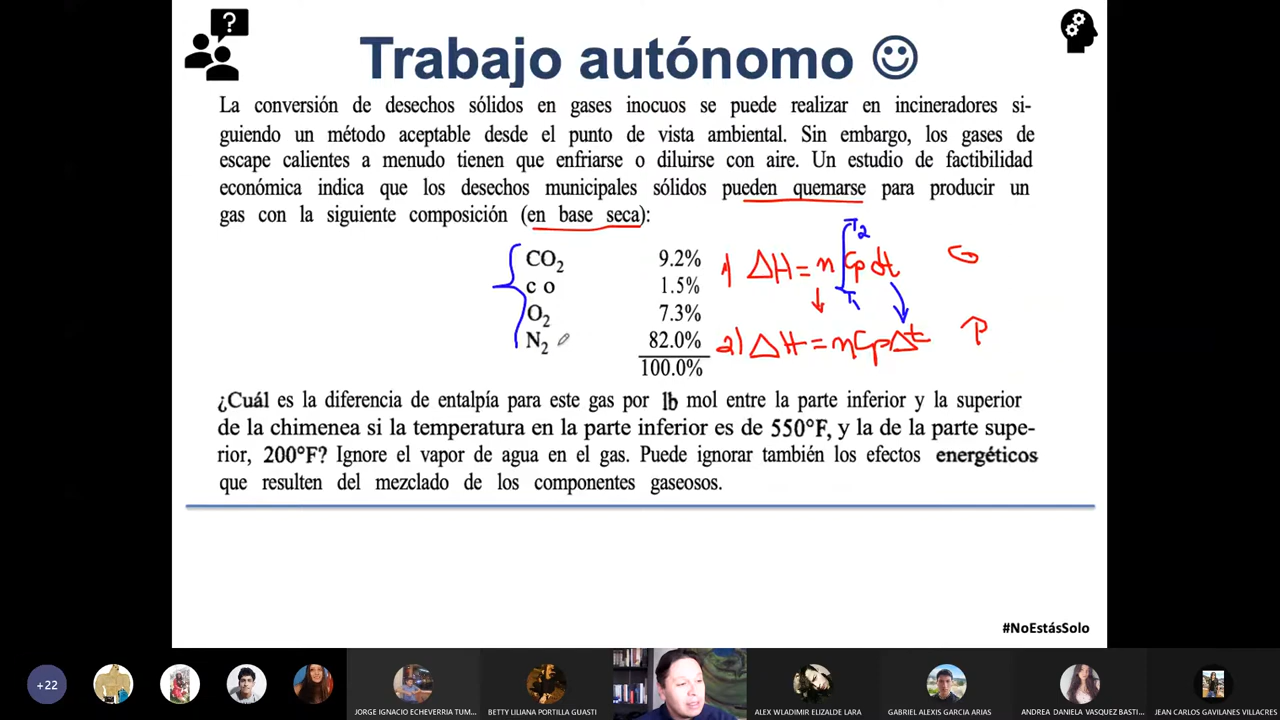 Trabajo autónomo
La conversión de desechos sólidos en gases inocuos se puede realizar en incineradores si-
guiendo un método aceptable desde el punto de vista ambiental. Sin embargo, los gases de
escape calientes a menudo tienen que enfriarse o diluirse con aire. Un estudio de factibilidad
económica indica que los desechos municipales sólidos pueden quemarse para producir un
gas con la siguiente composición (en base seca):
CO2 9.2%
c o 1.5%
O2 7.3%
N2 82.0%
100.0%
1) ΔH = n ∫ T1 T2 Cp dt
2) ΔH = n Cp Δt
¿Cuál es la diferencia de entalpía para este gas por lb mol entre la parte inferior y la superior
de la chimenea si la temperatura en la parte inferior es de 550°F, y la de la parte supe-
rior, 200°F? Ignore el vapor de agua en el gas. Puede ignorar también los efectos energéticos
que resulten del mezclado de los componentes gaseosos.
#NoEstásSolo
+22
JORGE IGNACIO ECHEVERRIA TUM...
BETTY LILIANA PORTILLA GUASTI
ALEX WLADIMIR ELIZALDE LARA
GABRIEL ALEXIS GARCIA ARIAS
ANDREA DANIELA VASQUEZ BASTI...
JEAN CARLOS GAVILANES VILLACRES